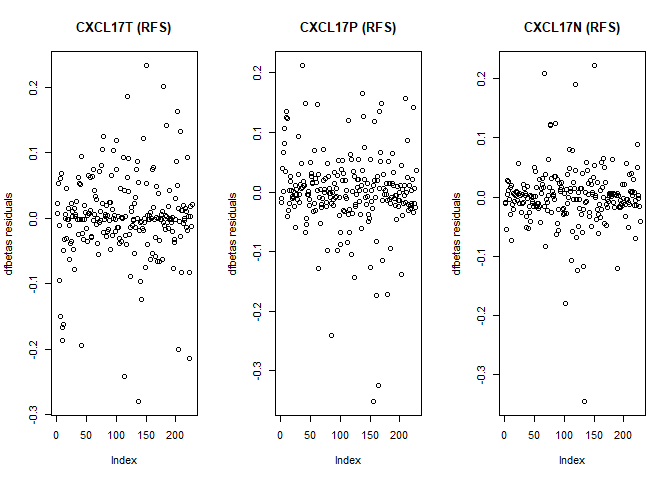 CXCL17T (RFS)
dfbetas residuals
0.2
0.1
0.0
-0.1
-0.2
-0.3
0 50 100 150 200
Index
CXCL17P (RFS)
dfbetas residuals
0.2
0.1
0.0
-0.1
-0.2
-0.3
0 50 100 150 200
Index
CXCL17N (RFS)
dfbetas residuals
0.2
0.1
0.0
-0.1
-0.2
-0.3
0 50 100 150 200
Index